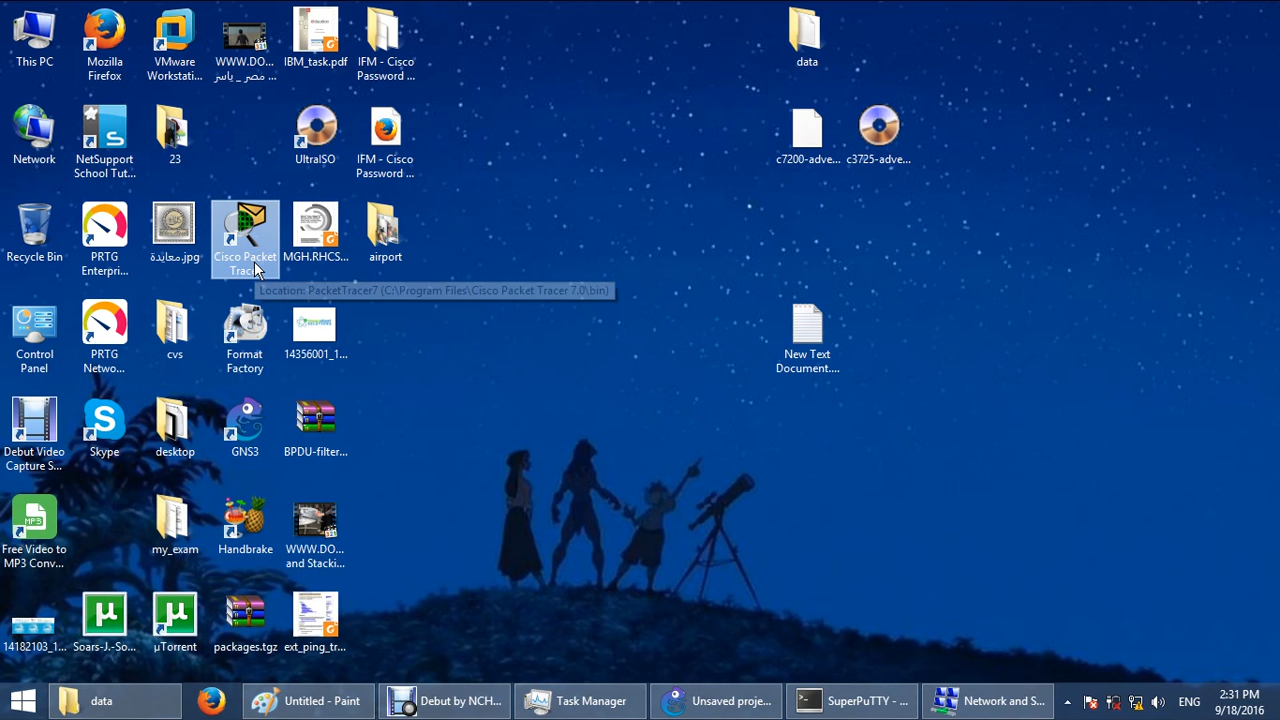 This PC
Mozilla
Firefox
VMware
Workstati...
WWW.DO...
مصر _ ياسر ...
IBM_task.pdf
IFM - Cisco
Password ...
data
Network
NetSupport
School Tut...
23
UltraISO
IFM - Cisco
Password ...
c7200-adve...
c3725-adve...
Recycle Bin
PRTG
Enterpri...
معايدة.jpg
Cisco Packet
MGH.RHCS...
airport
Location: PacketTracer7 (C:\Program Files\Cisco Packet Tracer 7.0\bin)
Control
Panel
PRTG
Netwo...
cvs
Format
Factory
14356001_1...
New Text
Document....
Debut Video
Capture S...
Skype
desktop
GNS3
BPDU-filter...
MP3
Free Video to
MP3 Conv...
my_exam
Handbrake
WWW.DO...
and Stacki...
14182103_1...
Soars-J.-So...
µTorrent
packages.tgz
ext_ping_tr...
data
Untitled - Paint
Debut by NCH...
Task Manager
Unsaved proje...
SuperPuTTY - ...
Network and S...
ENG
2:31 PM
9/18/2016